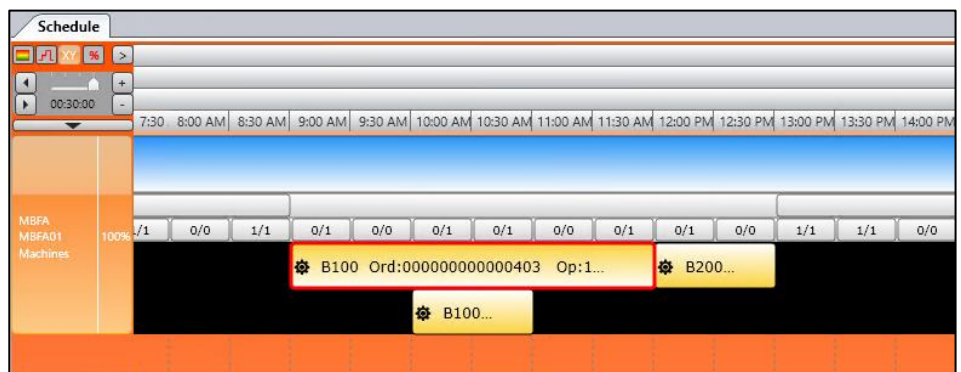 Schedule
XY % >
+
00:30:00 -
7:30 8:00 AM 8:30 AM 9:00 AM 9:30 AM 10:00 AM 10:30 AM 11:00 AM 11:30 AM 12:00 PM 12:30 PM 13:00 PM 13:30 PM 14:00 PM
MBFA
MBFA01
Machines
100%
/1 0/0 1/1 0/1 0/0 0/1 0/1 0/0 0/1 0/1 0/0 1/1 1/1 0/0
B100 Ord:000000000000403 Op:1... B200...
B100...